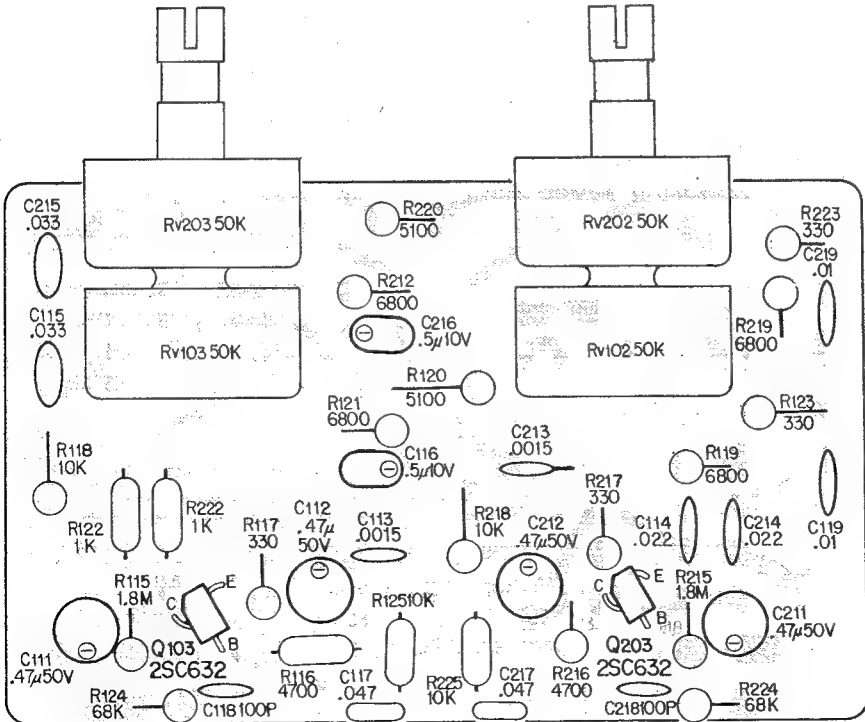 C215
.033
Rv203 50K
R220
5100
Rv202 50K
R223
330
C219
.01
R212
6800
C115
.033
Rv103 50K
C216
.5μ10V
Rv102 50K
R219
6800
R120
5100
R121
6800
R123
330
R118
10K
C116
.5μ10V
C213
.0015
R119
6800
R217
330
R122
1K
R222
1K
R117
330
C112
.47μ
50V
C113
.0015
R218
10K
C212
.47μ50V
C114
.022
C214
.022
C119
.01
R115
1.8M
E
C
B
R125 10K
E
C
B
R215
1.8M
C211
.47μ50V
C111
.47μ50V
Q103
2SC632
R116
4700
C117
.047
R225
10K
C217
.047
R216
4700
Q203
2SC632
R124
68K
C118 100P
C218 100P
R224
68K